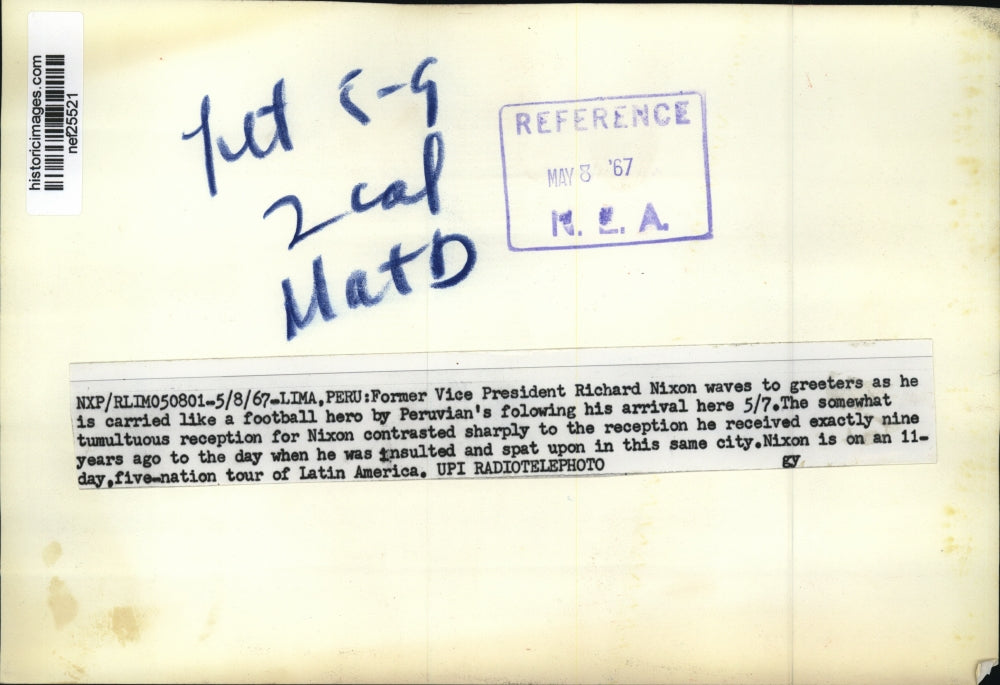 historicimages.com
nef25521
5-9
2 cal
Mat D
REFERENCE
MAY 8 '67
N. E. A.
NXP/RLIM050801-5/8/67-LIMA,PERU:Former Vice President Richard Nixon waves to greeters as he
is carried like a football hero by Peruvian's folowing his arrival here 5/7.The somewhat
tumultuous reception for Nixon contrasted sharply to the reception he received exactly nine
years ago to the day when he was insulted and spat upon in this same city.Nixon is on an 11-
day,five-nation tour of Latin America. UPI RADIOTELEPHOTO gy